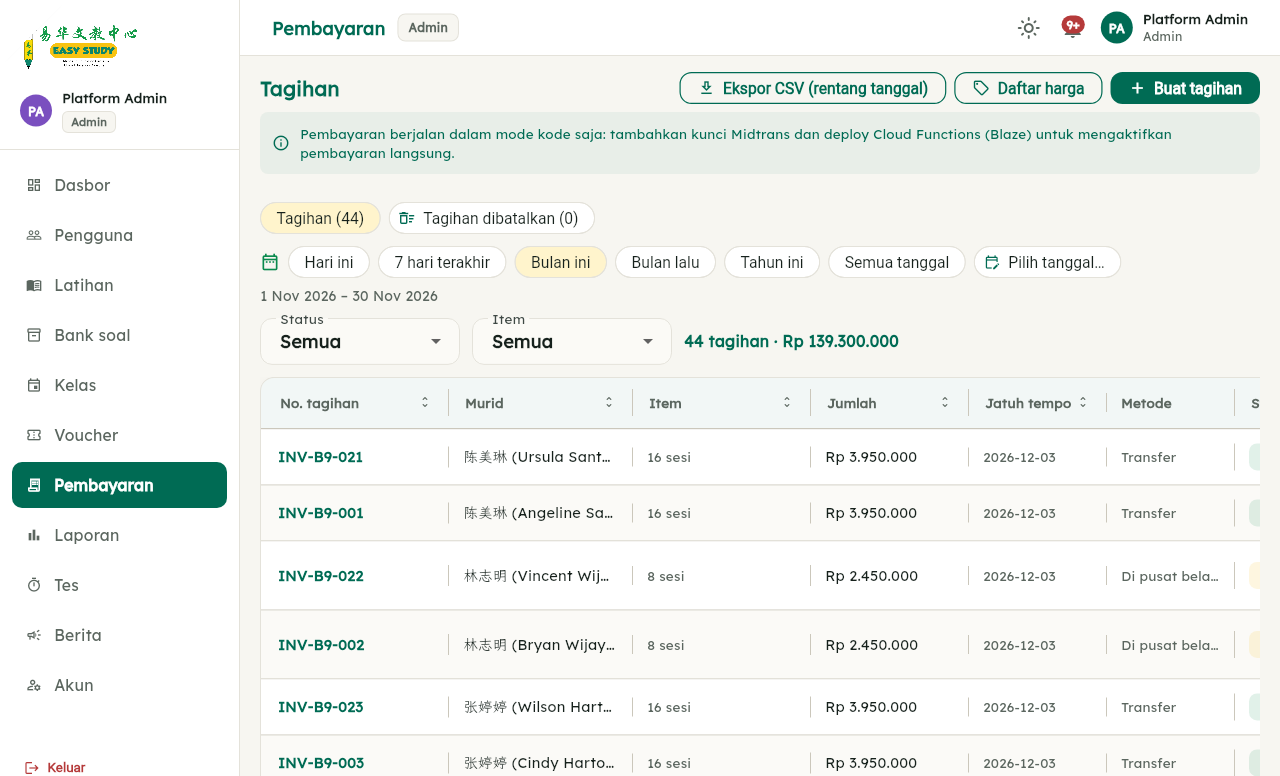 易华文教中心
EASY STUDY
Platform Admin
PA
Admin
Dasbor
Pengguna
Latihan
Bank soal
Kelas
Voucher
Pembayaran
Laporan
Tes
Berita
Akun
Keluar
Pembayaran
Admin
9+
PA
Platform Admin
Admin
Tagihan
Ekspor CSV (rentang tanggal)
Daftar harga
+ Buat tagihan
Pembayaran berjalan dalam mode kode saja: tambahkan kunci Midtrans dan deploy Cloud Functions (Blaze) untuk mengaktifkan
pembayaran langsung.
Tagihan (44)
Tagihan dibatalkan (0)
Hari ini
7 hari terakhir
Bulan ini
Bulan lalu
Tahun ini
Semua tanggal
Pilih tanggal...
1 Nov 2026 – 30 Nov 2026
Status
Semua
Item
Semua
44 tagihan · Rp 139.300.000
No. tagihan Murid Item Jumlah Jatuh tempo Metode S
INV-B9-021 陈美琳 (Ursula Sant... 16 sesi Rp 3.950.000 2026-12-03 Transfer
INV-B9-001 陈美琳 (Angeline Sa... 16 sesi Rp 3.950.000 2026-12-03 Transfer
INV-B9-022 林志明 (Vincent Wij... 8 sesi Rp 2.450.000 2026-12-03 Di pusat bela...
INV-B9-002 林志明 (Bryan Wijay... 8 sesi Rp 2.450.000 2026-12-03 Di pusat bela...
INV-B9-023 张婷婷 (Wilson Hart... 16 sesi Rp 3.950.000 2026-12-03 Transfer
INV-B9-003 张婷婷 (Cindy Harto... 16 sesi Rp 3.950.000 2026-12-03 Transfer